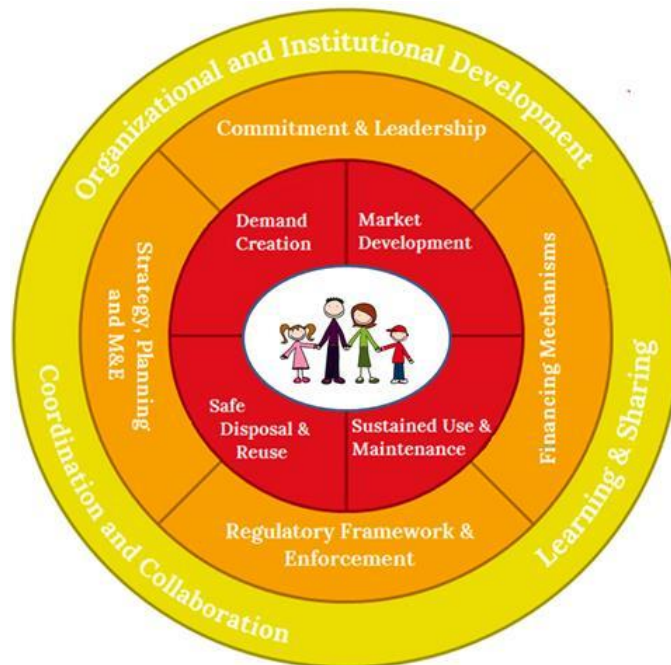 Organizational and Institutional Development
Commitment & Leadership
Demand
Creation
Market
Development
Strategy, Planning
and M&E
Financing Mechanisms
Safe
Disposal &
Reuse
Sustained Use &
Maintenance
Regulatory Framework &
Enforcement
Coordination and Collaboration
Learning & Sharing